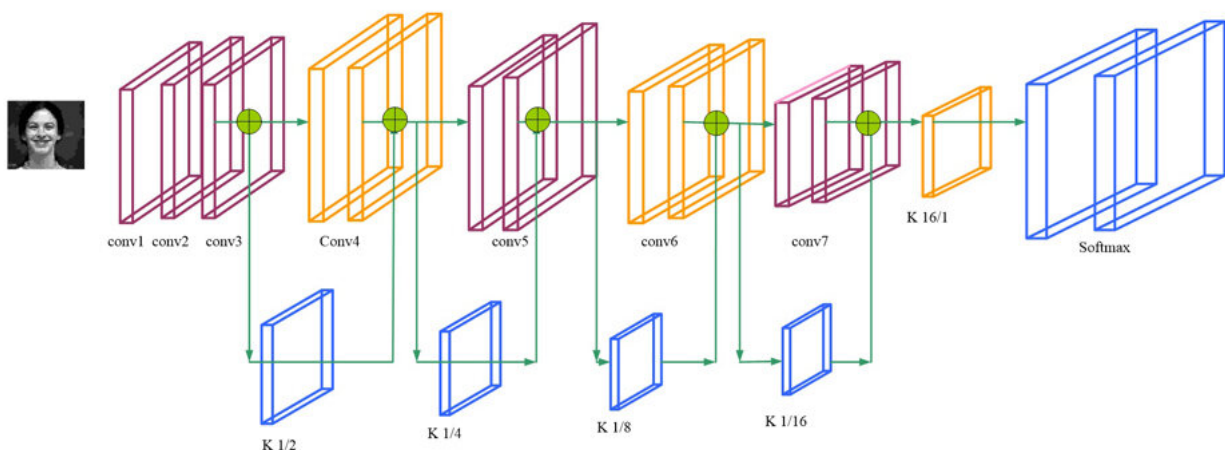 conv1
conv2
conv3
Conv4
conv5
conv6
conv7
K 16/1
Softmax
K 1/2
K 1/4
K 1/8
K 1/16